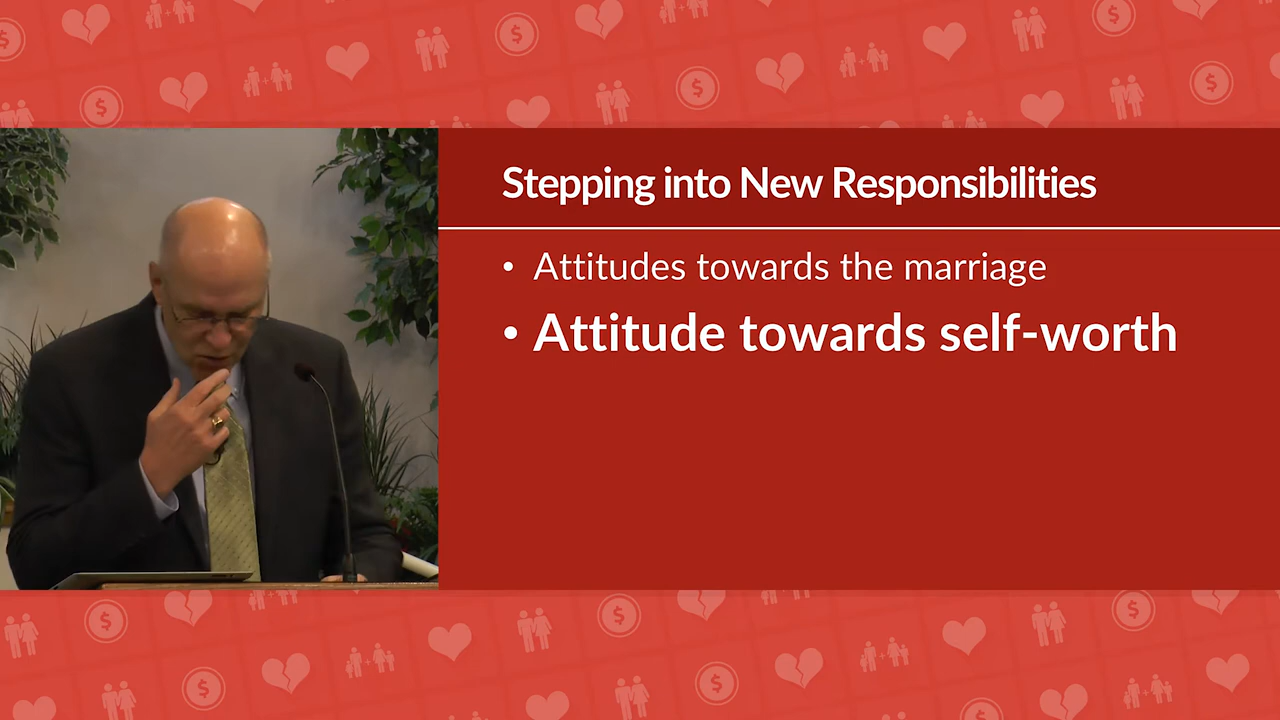 Stepping into New Responsibilities
• Attitudes towards the marriage
• Attitude towards self-worth